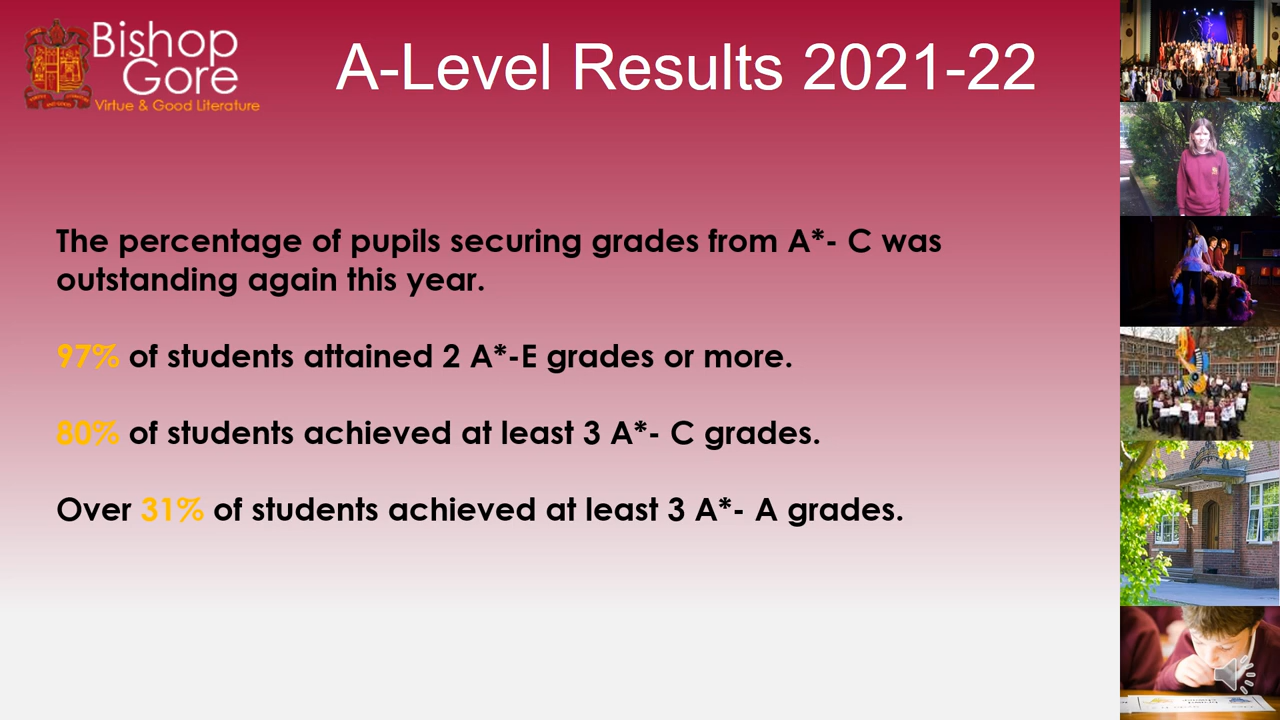 Bishop
Gore
Virtue & Good Literature
A-Level Results 2021-22
The percentage of pupils securing grades from A*- C was
outstanding again this year.
97% of students attained 2 A*-E grades or more.
80% of students achieved at least 3 A*- C grades.
Over 31% of students achieved at least 3 A*- A grades.